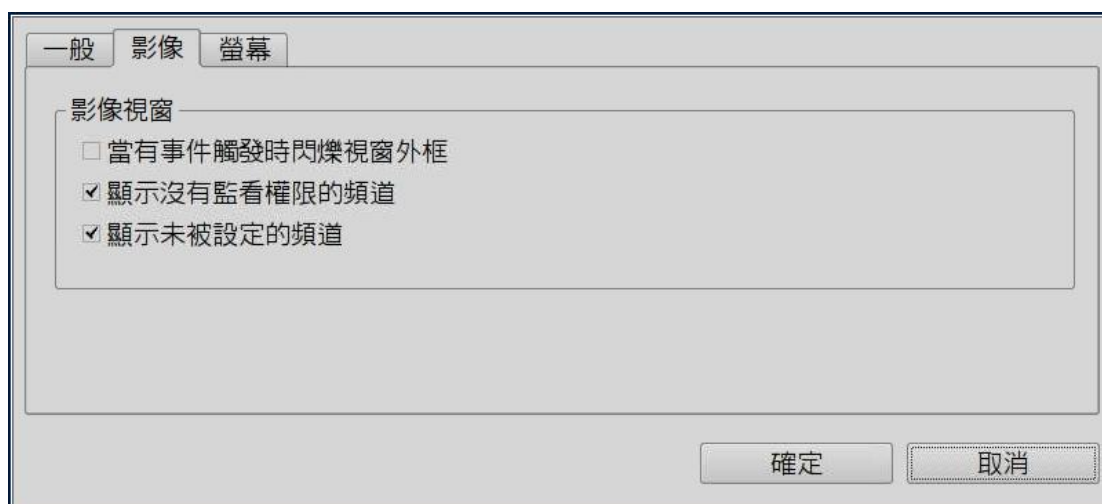 一般 影像 螢幕
影像視窗
當有事件觸發時閃爍視窗外框
顯示沒有監看權限的頻道
顯示未被設定的頻道
確定 取消